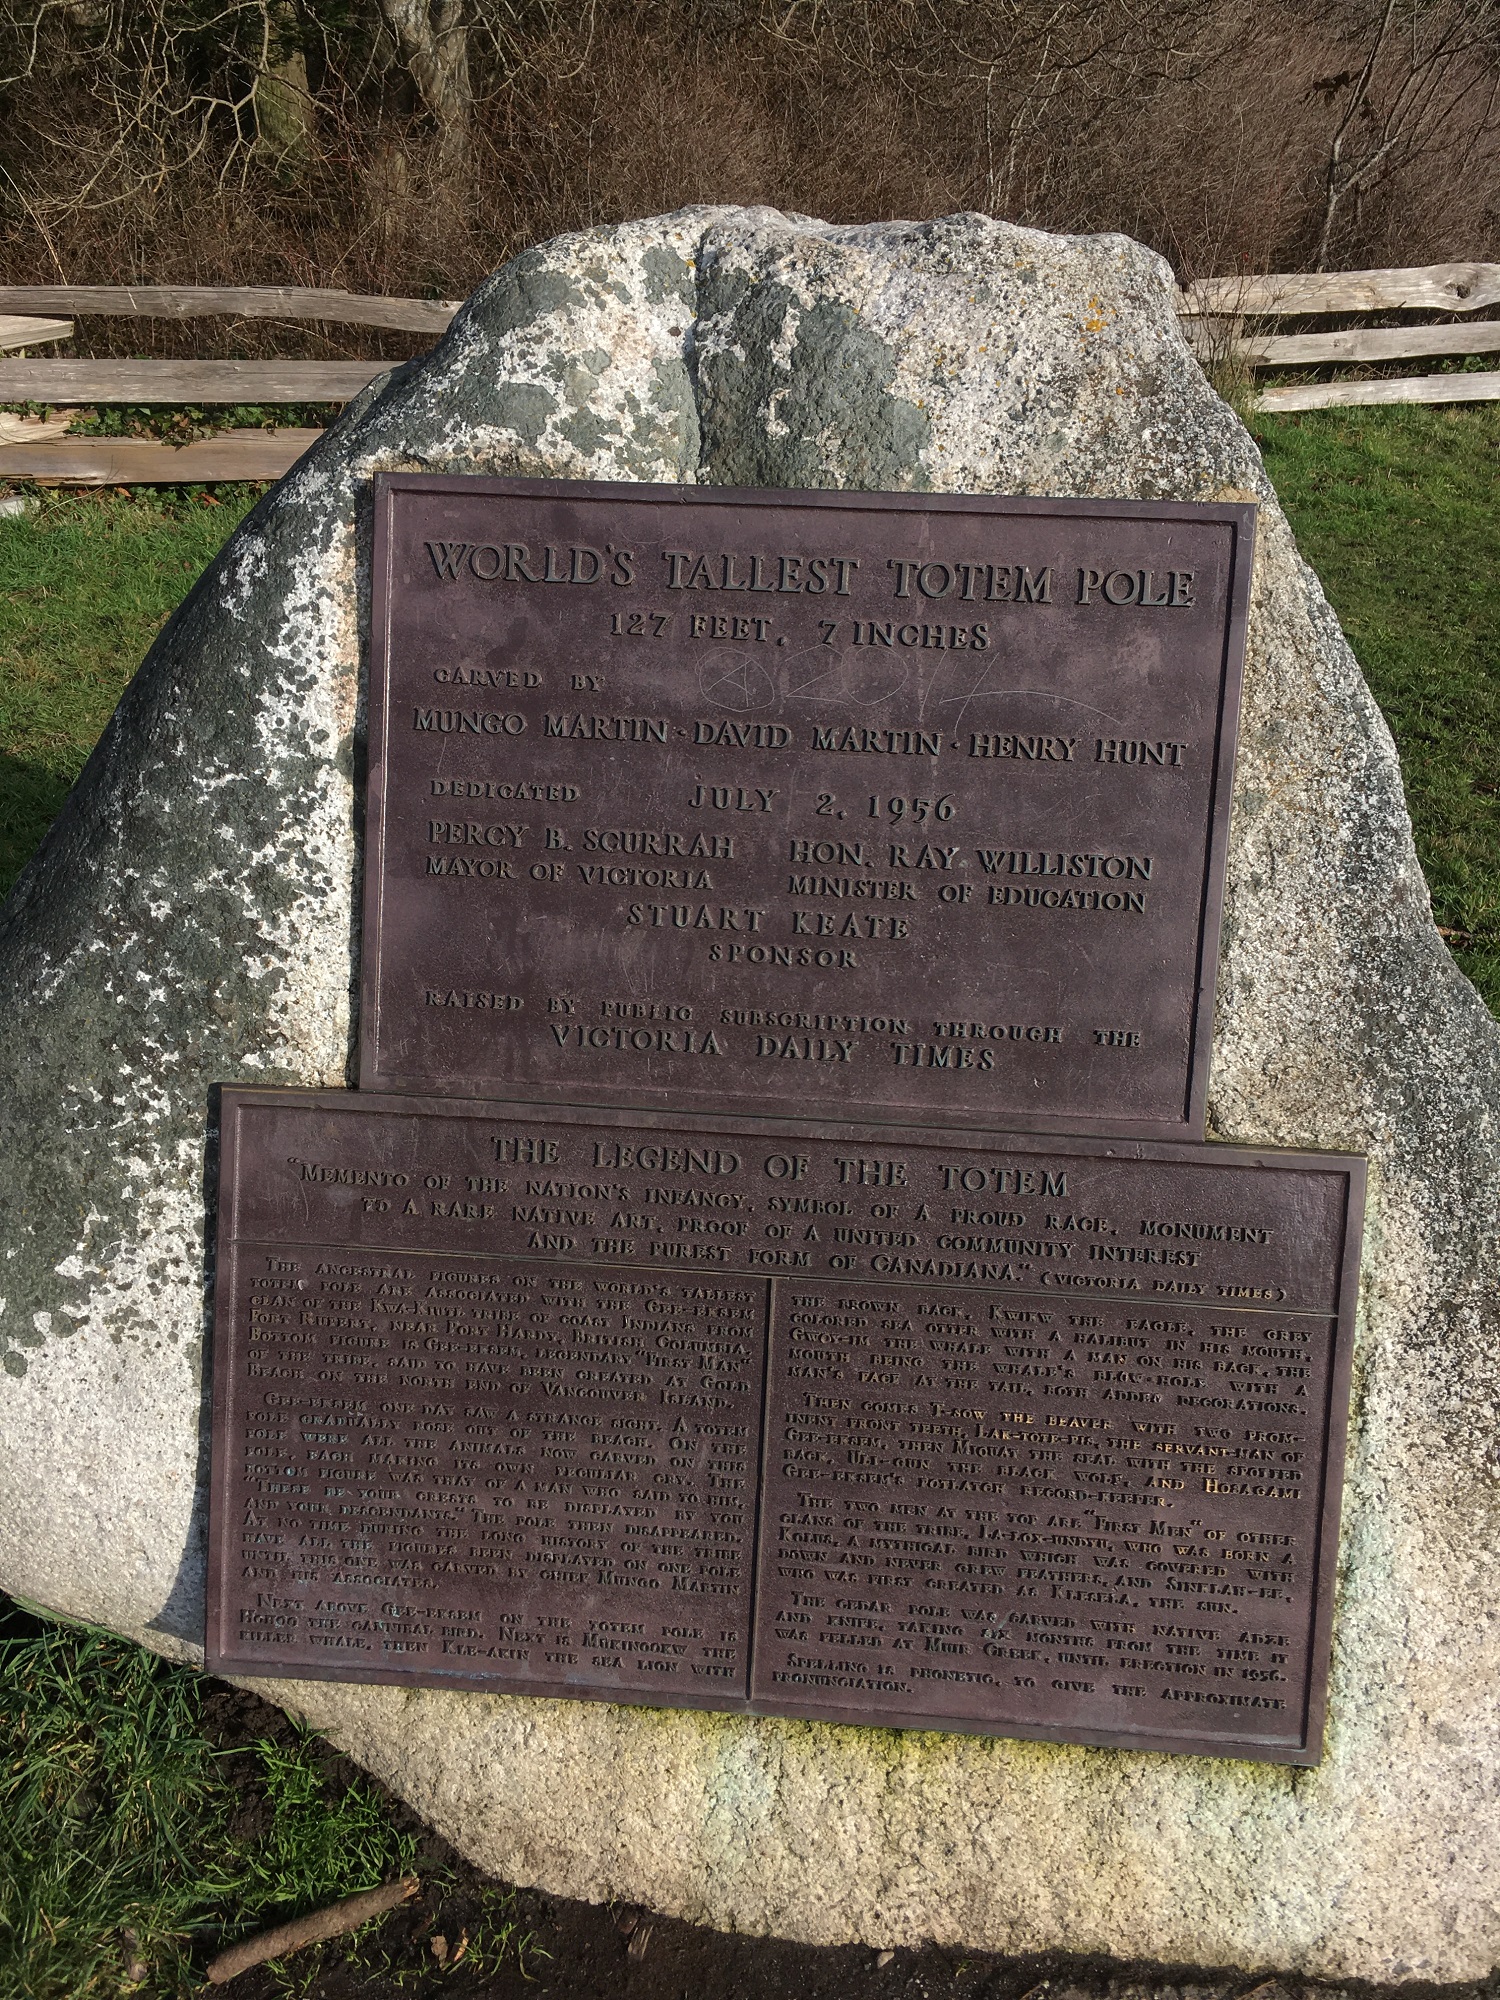 WORLD'S TALLEST TOTEM POLE
127 FEET, 7 INCHES
2014
CARVED BY
MUNGO MARTIN · DAVID MARTIN · HENRY HUNT
DEDICATED JULY 2, 1956
PERCY B. SCURRAH HON. RAY WILLISTON
MAYOR OF VICTORIA MINISTER OF EDUCATION
STUART KEATE
SPONSOR
RAISED BY PUBLIC SUBSCRIPTION THROUGH THE
VICTORIA DAILY TIMES
THE LEGEND OF THE TOTEM
"MEMENTO OF THE NATION'S INFANCY, SYMBOL OF A PROUD RACE, MONUMENT
TO A RARE NATIVE ART, PROOF OF A UNITED COMMUNITY INTEREST
AND THE PUREST FORM OF CANADIANA." (VICTORIA DAILY TIMES)
THE ANCESTRAL FIGURES ON THE WORLD'S TALLEST
TOTEM POLE ARE ASSOCIATED WITH THE GEE-EKSEM
CLAN OF THE KWA-KIUTL TRIBE OF COAST INDIANS FROM
FORT RUPERT, NEAR PORT HARDY, BRITISH COLUMBIA.
BOTTOM FIGURE IS GEE-EKSEM, LEGENDARY "FIRST MAN"
OF THE TRIBE, SAID TO HAVE BEEN CREATED AT GOLD
BEACH ON THE NORTH END OF VANCOUVER ISLAND.
GEE-EKSEM ONE DAY SAW A STRANGE SIGHT. A TOTEM
POLE GRADUALLY ROSE OUT OF THE BEACH. ON THE
POLE WERE ALL THE ANIMALS NOW CARVED ON THIS
POLE, EACH MAKING ITS OWN PECULIAR CRY. THE
BOTTOM FIGURE WAS THAT OF A MAN WHO SAID TO HIM,
"THESE BE YOUR CRESTS TO BE DISPLAYED BY YOU
AND YOUR DESCENDANTS." THE POLE THEN DISAPPEARED.
AT NO TIME DURING THE LONG HISTORY OF THE TRIBE
HAVE ALL THE FIGURES BEEN DISPLAYED ON ONE POLE
UNTIL THIS ONE WAS CARVED BY CHIEF MUNGO MARTIN
AND HIS ASSOCIATES.
NEXT ABOVE GEE-EKSEM ON THE TOTEM POLE IS
HOHOQ THE CANNIBAL BIRD. NEXT IS MUKINOOKW THE
KILLER WHALE, THEN KLE-AKIN THE SEA LION WITH
THE BROWN BACK, KWIKW THE EAGLE, THE GREY
COLORED SEA OTTER WITH A HALIBUT IN HIS MOUTH,
GWOY-IM THE WHALE WITH A MAN ON HIS BACK, THE
MOUTH BEING THE WHALE'S BLOW-HOLE WITH A
MAN'S FACE AT THE TAIL, BOTH ADDED DECORATIONS.
THEN COMES T-SOW THE BEAVER WITH TWO PROM-
INENT FRONT TEETH, LAK-TOTE-PIS, THE SERVANT-MAN OF
GEE-EKSEM, THEN MIGWAT THE SEAL WITH THE SPOTTED
BACK, ULI-GUN THE BLACK WOLF, AND HOSAGAMI
GEE-EKSEM'S POTLATCH RECORD-KEEPER.
THE TWO MEN AT THE TOP ARE "FIRST MEN" OF OTHER
CLANS OF THE TRIBE, LA-LOX-UNDYU, WHO WAS BORN A
KOLUS, A MYTHICAL BIRD WHICH WAS COVERED WITH
DOWN AND NEVER GREW FEATHERS, AND SINKLAH-EE,
WHO WAS FIRST CREATED AS KLESELA, THE SUN.
THE CEDAR POLE WAS CARVED WITH NATIVE ADZE
AND KNIFE, TAKING SIX MONTHS FROM THE TIME IT
WAS FELLED AT MUIR CREEK, UNTIL ERECTION IN 1956.
SPELLING IS PHONETIC, TO GIVE THE APPROXIMATE
PRONUNCIATION.